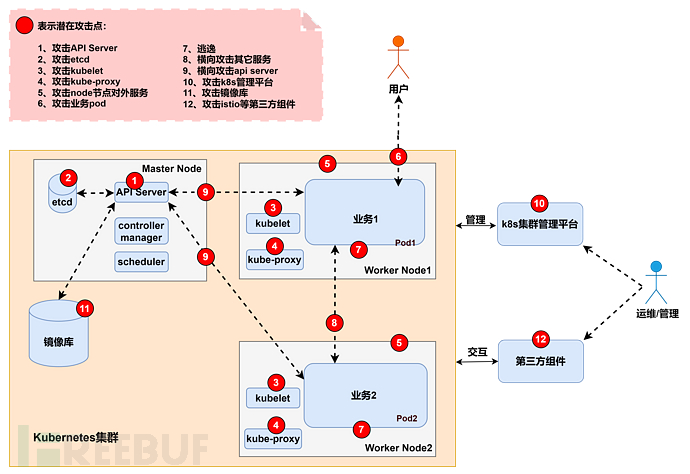 表示潜在攻击点：
1、攻击API Server
2、攻击etcd
3、攻击kubelet
4、攻击kube-proxy
5、攻击node节点对外服务
6、攻击业务pod
7、逃逸
8、横向攻击其它服务
9、横向攻击api server
10、攻击k8s管理平台
11、攻击镜像库
12、攻击istio等第三方组件
用户
6
Master Node
2
etcd
1
API Server
9
controller
manager
scheduler
9
11
镜像库
5
3
kubelet
4
kube-proxy
业务1
Pod1
7
Worker Node1
8
5
3
kubelet
4
kube-proxy
业务2
Pod2
7
Worker Node2
管理
10
k8s集群管理平台
运维/管理
交互
12
第三方组件
Kubernetes集群
FREEBUF